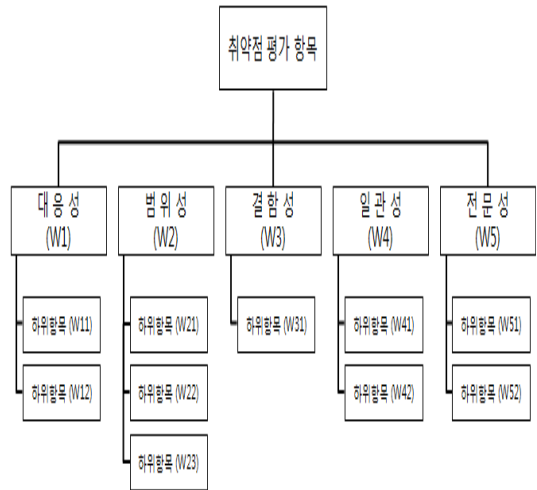 취약점 평가 항목
대응성
(W1)
범위성
(W2)
결함성
(W3)
일관성
(W4)
전문성
(W5)
하위항목 (W11)
하위항목 (W21)
하위항목 (W31)
하위항목 (W41)
하위항목 (W51)
하위항목 (W12)
하위항목 (W22)
하위항목 (W42)
하위항목 (W52)
하위항목 (W23)